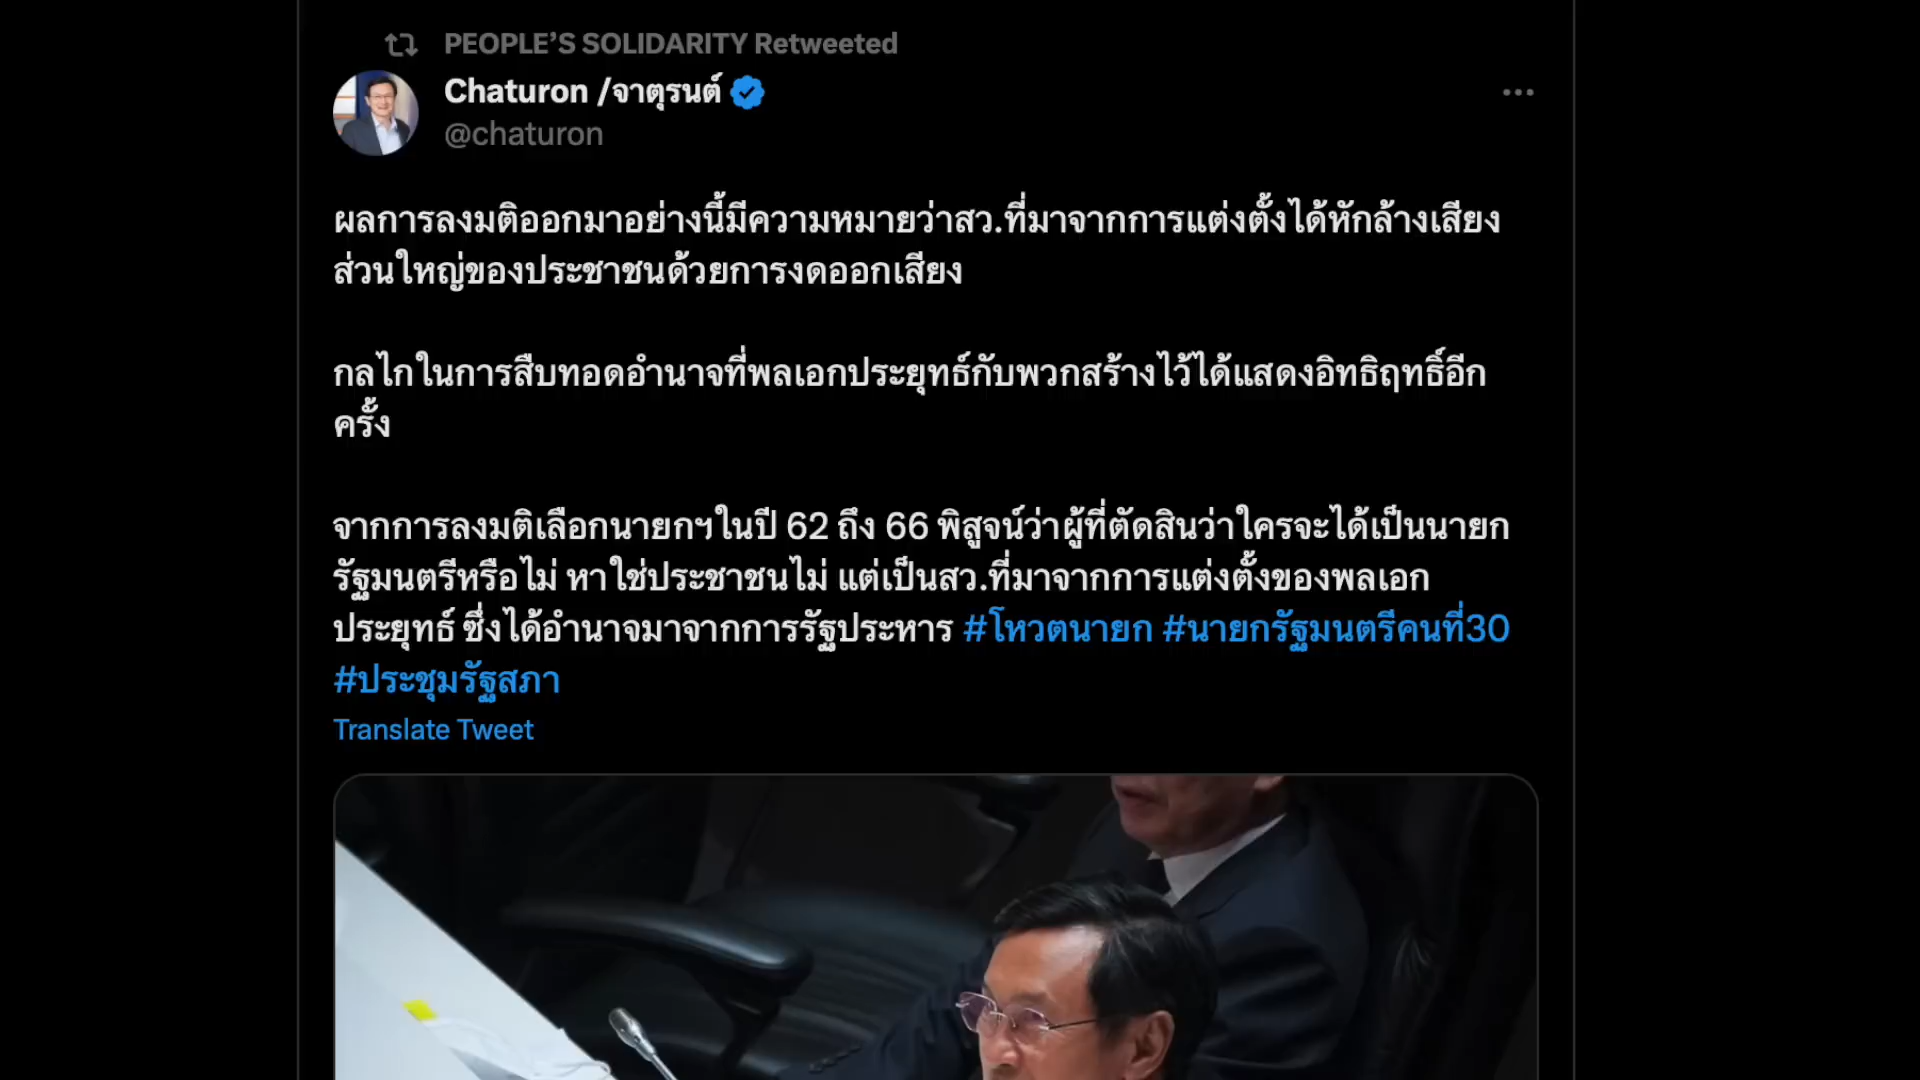 PEOPLE’S SOLIDARITY Retweeted
Chaturon /จาตุรนต์
@chaturon
ผลการลงมติออกมาอย่างนี้มีความหมายว่าสว.ที่มาจากการแต่งตั้งได้หักล้างเสียง
ส่วนใหญ่ของประชาชนด้วยการงดออกเสียง
กลไกในการสืบทอดอำนาจที่พลเอกประยุทธ์กับพวกสร้างไว้ได้แสดงอิทธิฤทธิ์อีก
ครั้ง
จากการลงมติเลือกนายกฯในปี 62 ถึง 66 พิสูจน์ว่าผู้ที่ตัดสินว่าใครจะได้เป็นนายก
รัฐมนตรีหรือไม่ หาใช่ประชาชนไม่ แต่เป็นสว.ที่มาจากการแต่งตั้งของพลเอก
ประยุทธ์ ซึ่งได้อำนาจมาจากการรัฐประหาร #โหวตนายก #นายกรัฐมนตรีคนที่30
#ประชุมรัฐสภา
Translate Tweet